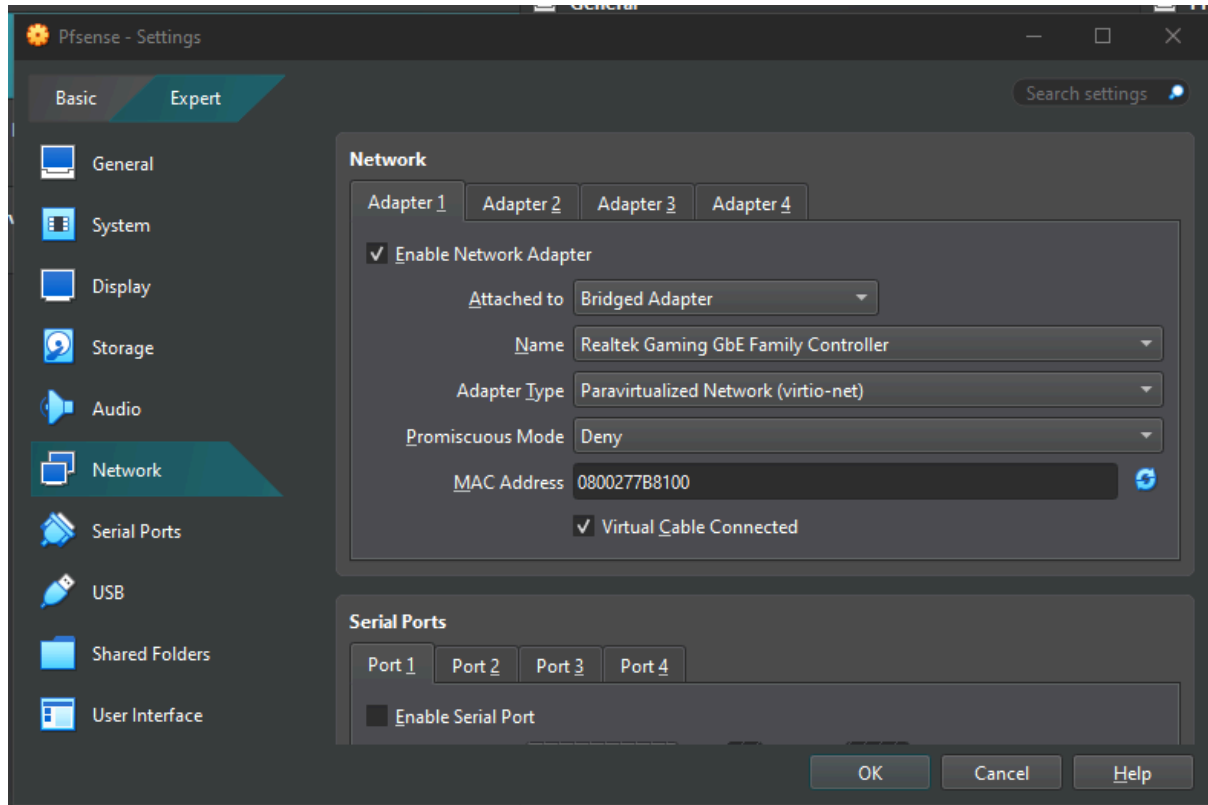 General
Pfsense - Settings
Basic Expert
Search settings
General
System
Display
Storage
Audio
Network
Serial Ports
USB
Shared Folders
User Interface
Network
Adapter 1 Adapter 2 Adapter 3 Adapter 4
Enable Network Adapter
Attached to Bridged Adapter
Name Realtek Gaming GbE Family Controller
Adapter Type Paravirtualized Network (virtio-net)
Promiscuous Mode Deny
MAC Address 0800277B8100
Virtual Cable Connected
Serial Ports
Port 1 Port 2 Port 3 Port 4
Enable Serial Port
OK Cancel Help